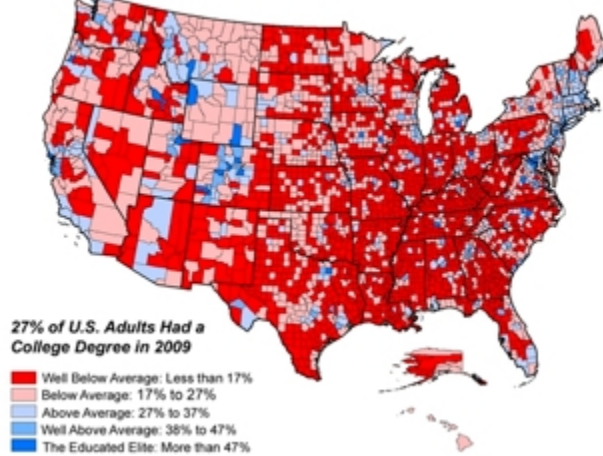 27% of U.S. Adults Had a
College Degree in 2009
Well Below Average: Less than 17%
Below Average: 17% to 27%
Above Average: 27% to 37%
Well Above Average: 38% to 47%
The Educated Elite: More than 47%